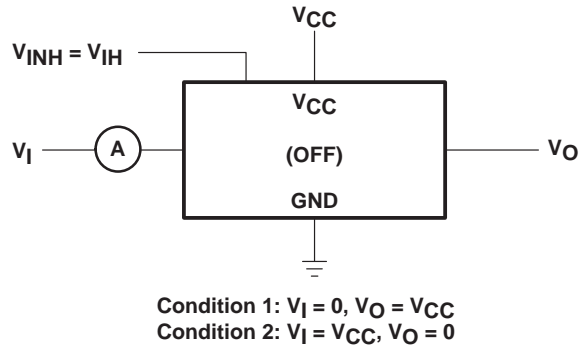 VCC
VINH = VIH
VCC
VI
A
(OFF)
VO
GND
Condition 1: VI = 0, VO = VCC
Condition 2: VI = VCC, VO = 0